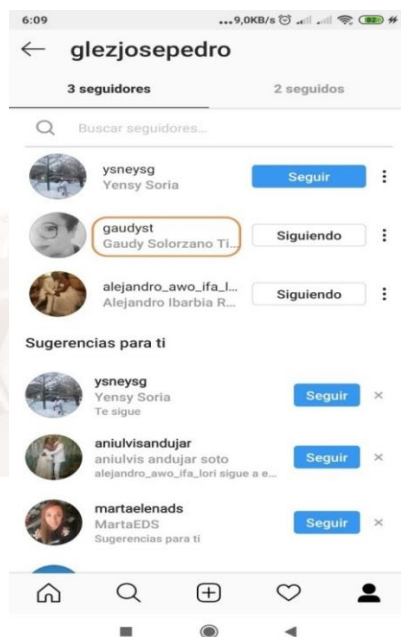 6:09 ...9,0KB/s 82
glezjosepedro
3 seguidores 2 seguidos
Buscar seguidores...
ysneysg
Yensy Soria
Seguir
gaudyst
Gaudy Solorzano Ti...
Siguiendo
alejandro_awo_ifa_l...
Alejandro Ibarbia R...
Siguiendo
Sugerencias para ti
ysneysg
Yensy Soria
Te sigue
Seguir
aniulvisandujar
aniulvis andujar soto
alejandro_awo_ifa_lori sigue a e...
Seguir
martaelenads
MartaEDS
Sugerencias para ti
Seguir